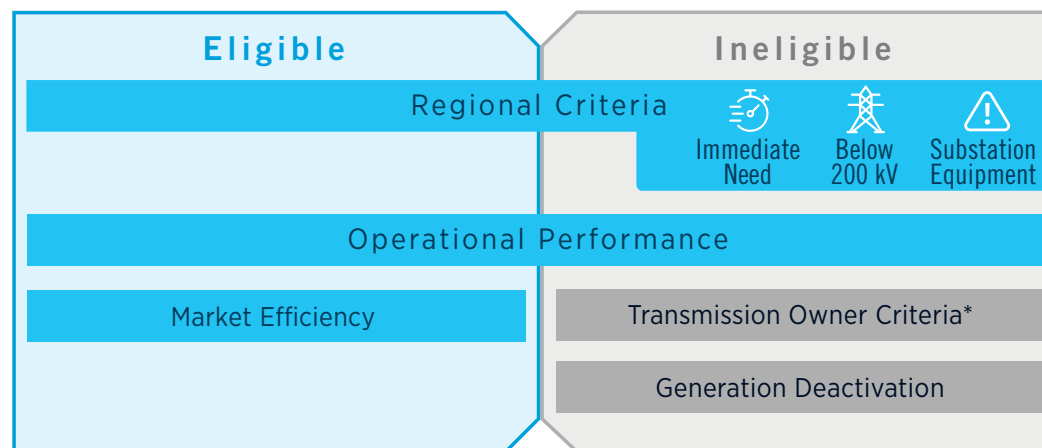 Eligible
Ineligible
Regional Criteria
Immediate
Need
Below
200 kV
Substation
Equipment
Operational Performance
Market Efficiency
Transmission Owner Criteria*
Generation Deactivation